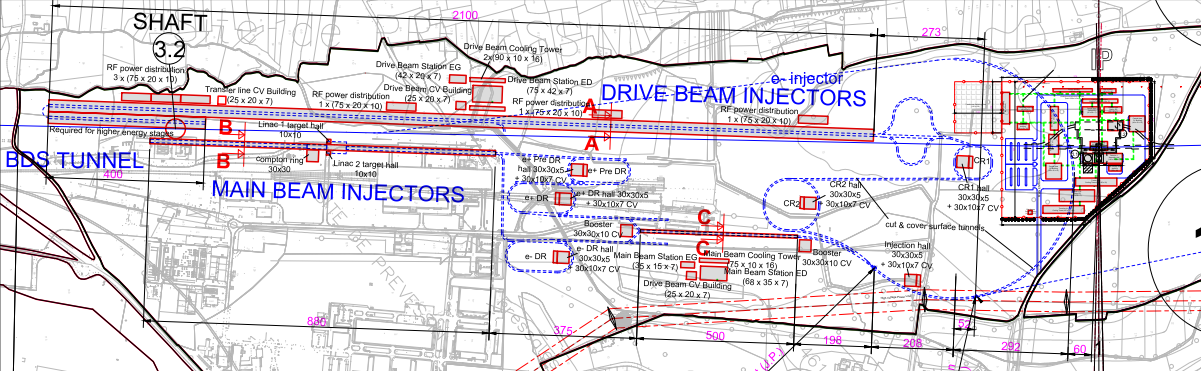 2100
273
SHAFT
3.2
RF power distribution
3 x (75 x 20 x 10)
Transfer line CV Building
(25 x 20 x 7)
RF power distribution
1 x (75 x 20 x 10)
Drive Beam Station EG
(42 x 20 x 7)
Drive Beam CV Building
(25 x 20 x 7)
Drive Beam Cooling Tower
2x(90 x 10 x 16)
Drive Beam Station ED
(75 x 42 x 7)
RF power distribution
1 x (75 x 20 x 10)
e- injector
DRIVE BEAM INJECTORS
RF power distribution
1 x (75 x 20 x 10)
IP
A
A
B
B
Required for higher energy stages
Linac 1 target hall
10x10
Linac 2 target hall
10x10
compton ring
30x30
BDS TUNNEL
400
MAIN BEAM INJECTORS
e+ Pre DR
hall 30x30x5
+ 30x10x7 CV
e+ Pre DR
e+ DR
e+ DR hall 30x30x5
+ 30x10x7 CV
CR2 hall
30x30x5
+ 30x10x7 CV
CR2
CR1
CR1 hall
30x30x5
+ 30x10x7 CV
cut & cover surface tunnels
C
C
Booster
30x30x10 CV
e- DR
e- DR hall
30x30x5
+ 30x10x7 CV
Main Beam Station EG
(35 x 15 x 7)
Main Beam Cooling Tower
(75 x 10 x 16)
Main Beam Station ED
(68 x 35 x 7)
Drive Beam CV Building
(25 x 20 x 7)
Booster
30x30x10 CV
Injection hall
30x30x5
+ 30x10x7 CV
880
375
500
198
208
52
292
60